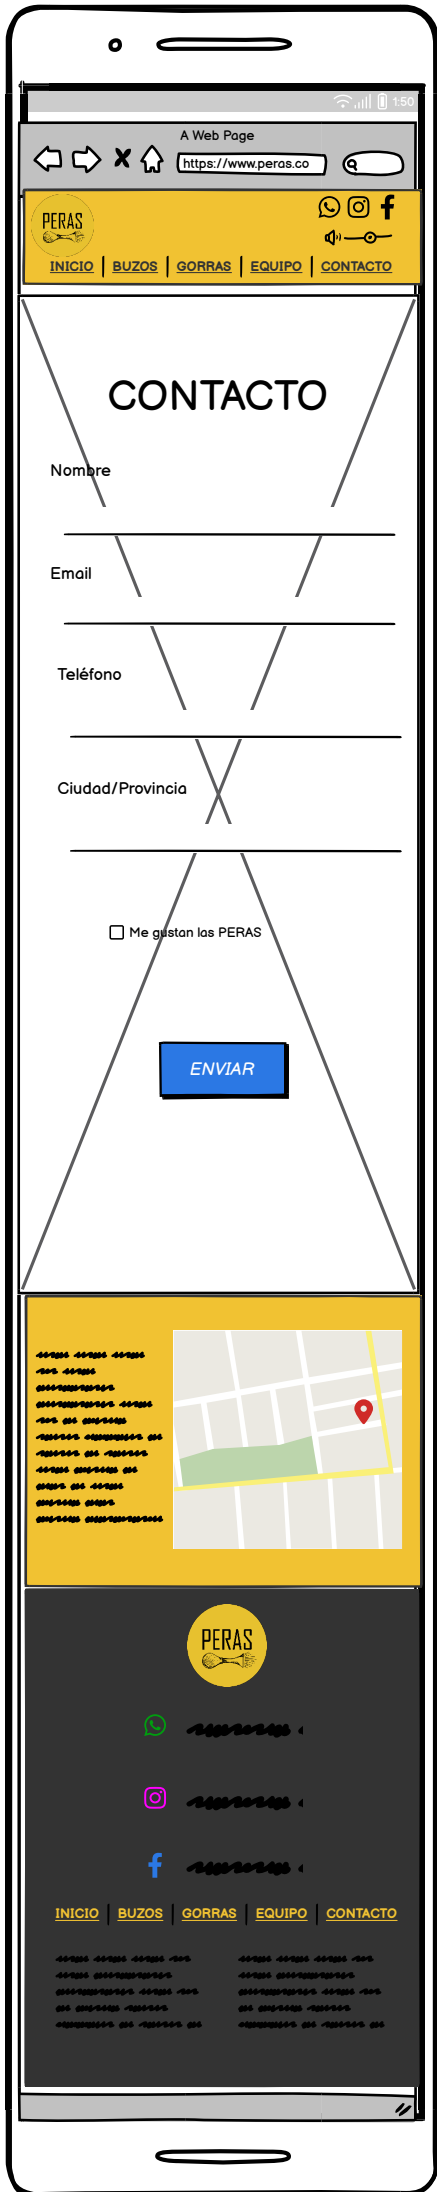 1:50
A Web Page
https://www.peras.co
PERAS
INICIO BUZOS GORRAS EQUIPO CONTACTO
CONTACTO
Nombre
Email
Teléfono
Ciudad/Provincia
Me gustan las PERAS
ENVIAR
PERAS
INICIO BUZOS GORRAS EQUIPO CONTACTO